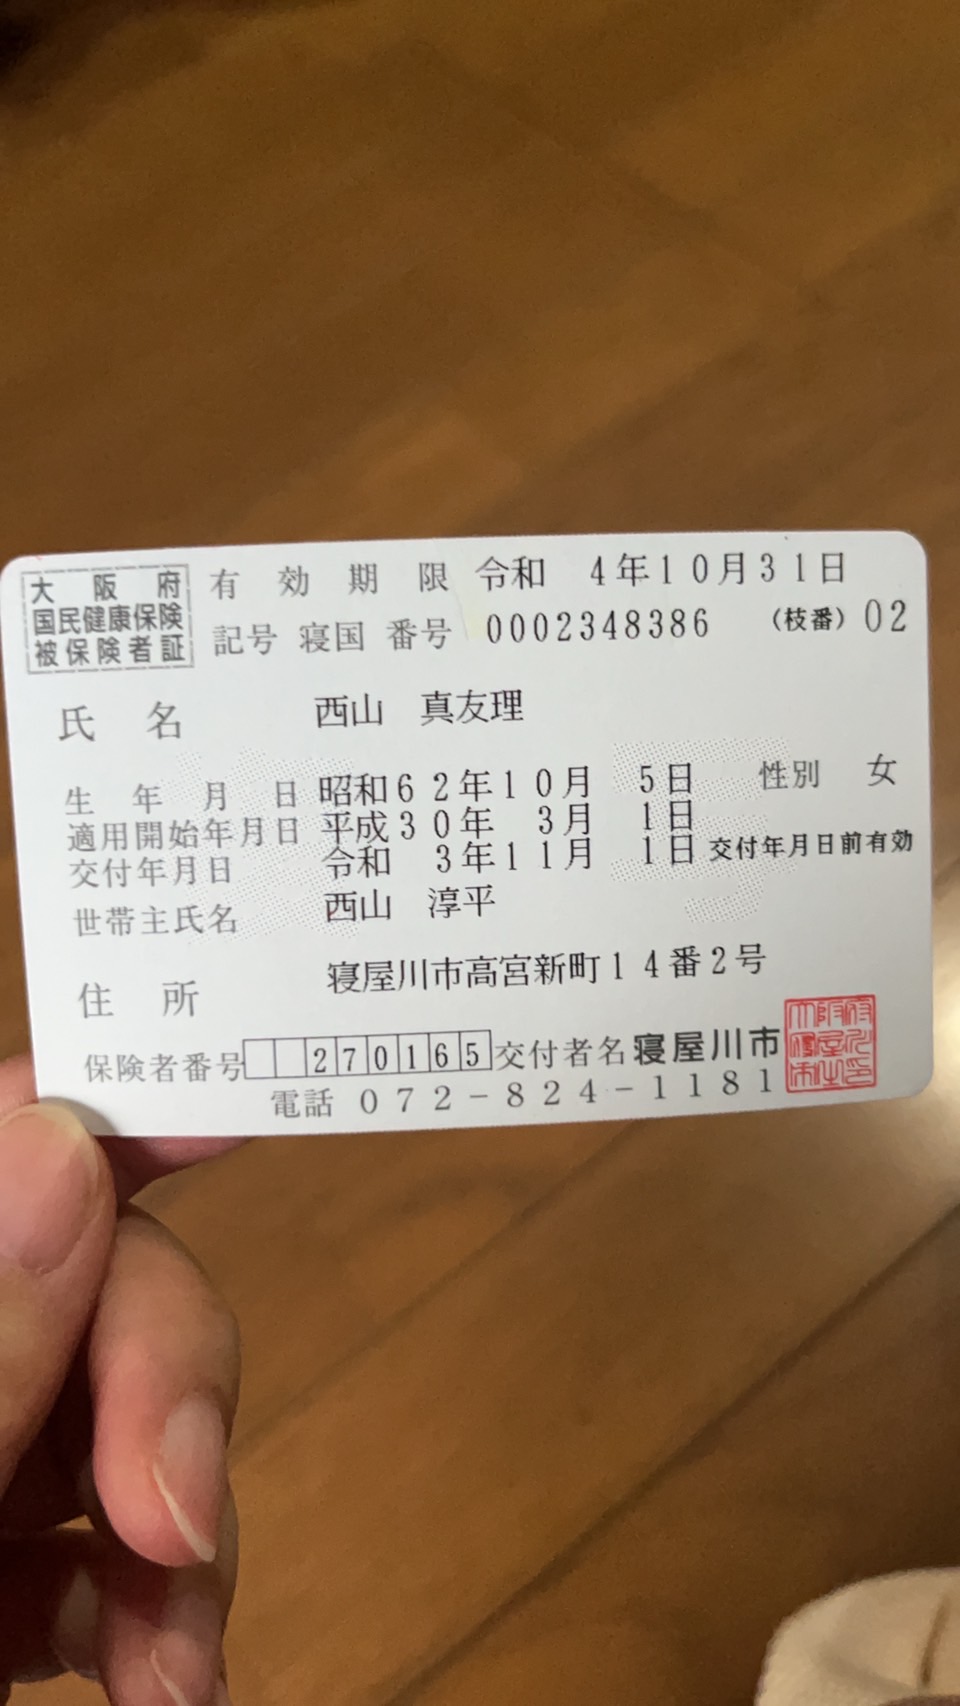 大阪府
国民健康保険
被保険者証
有効期限 令和 4年10月31日
記号 寝国 番号 0002348386 (枝番) 02
氏名 西山 真友理
生年月日 昭和62年10月 5日 性別 女
適用開始年月日 平成30年 3月 1日
交付年月日 令和 3年11月 1日 交付年月日前有効
世帯主氏名 西山 淳平
住所 寝屋川市高宮新町14番2号
保険者番号 270165 交付者名 寝屋川市
電話 072-824-1181